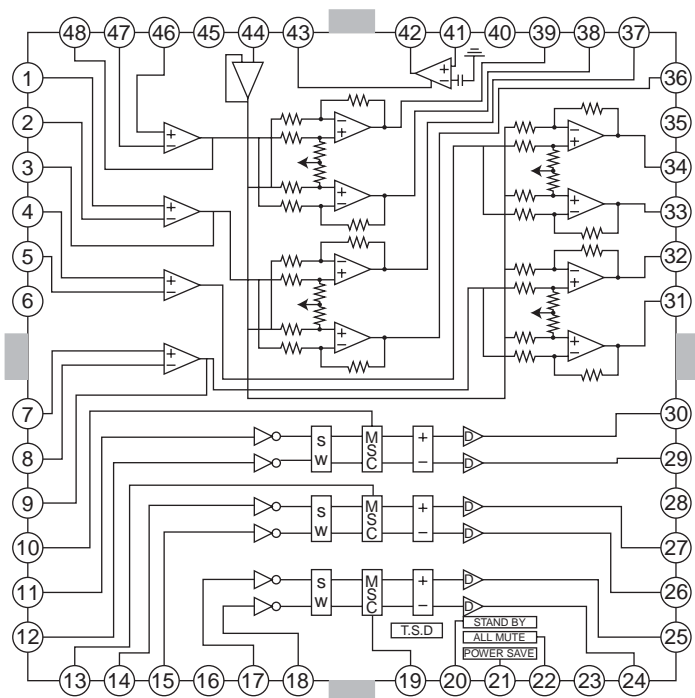 48 47 46 45 44 43 42 41 40 39 38 37
+
−
1
36
−
+
+
−
−
+
2
35
3
34
+
−
+
−
+
−
4
33
5
32
−
+
−
+
+
−
6
31
+
−
+
−
+
−
7
30
8
29
S
W
M
S
C
+
−
D
D
9
28
10
27
S
W
M
S
C
+
−
D
D
11
26
12
25
S
W
M
S
C
+
−
D
D
T.S.D
STAND BY
ALL MUTE
POWER SAVE
13 14 15 16 17 18 19 20 21 22 23 24